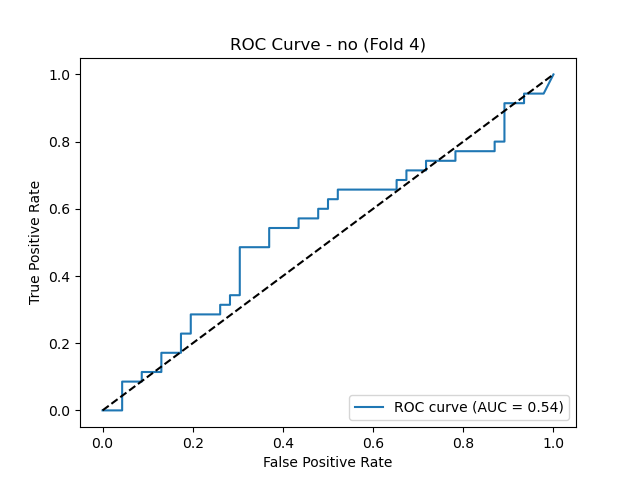 ROC Curve - no (Fold 4)
True Positive Rate
1.0
0.8
0.6
0.4
0.2
0.0
ROC curve (AUC = 0.54)
0.0 0.2 0.4 0.6 0.8 1.0
False Positive Rate